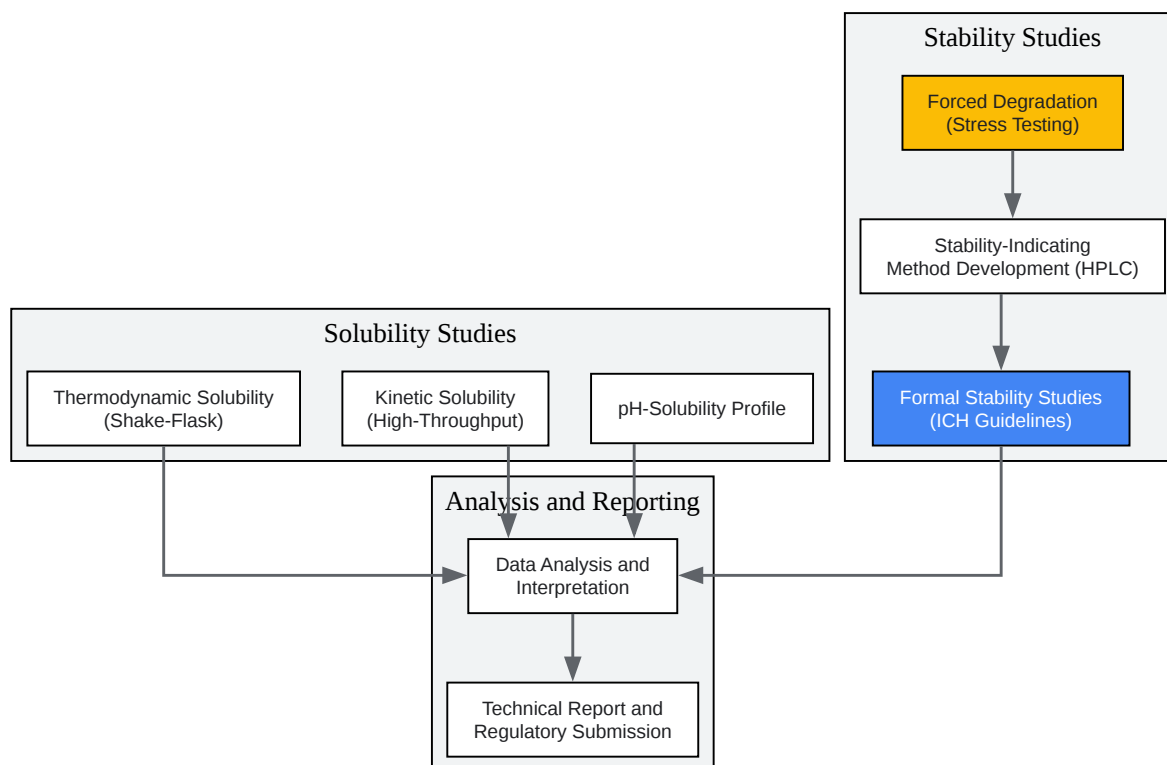 Stability Studies
Forced Degradation
(Stress Testing)
Stability-Indicating
Method Development (HPLC)
Formal Stability Studies
(ICH Guidelines)
Solubility Studies
Thermodynamic Solubility
(Shake-Flask)
Kinetic Solubility
(High-Throughput)
pH-Solubility Profile
Analysis and Reporting
Data Analysis and
Interpretation
Technical Report and
Regulatory Submission